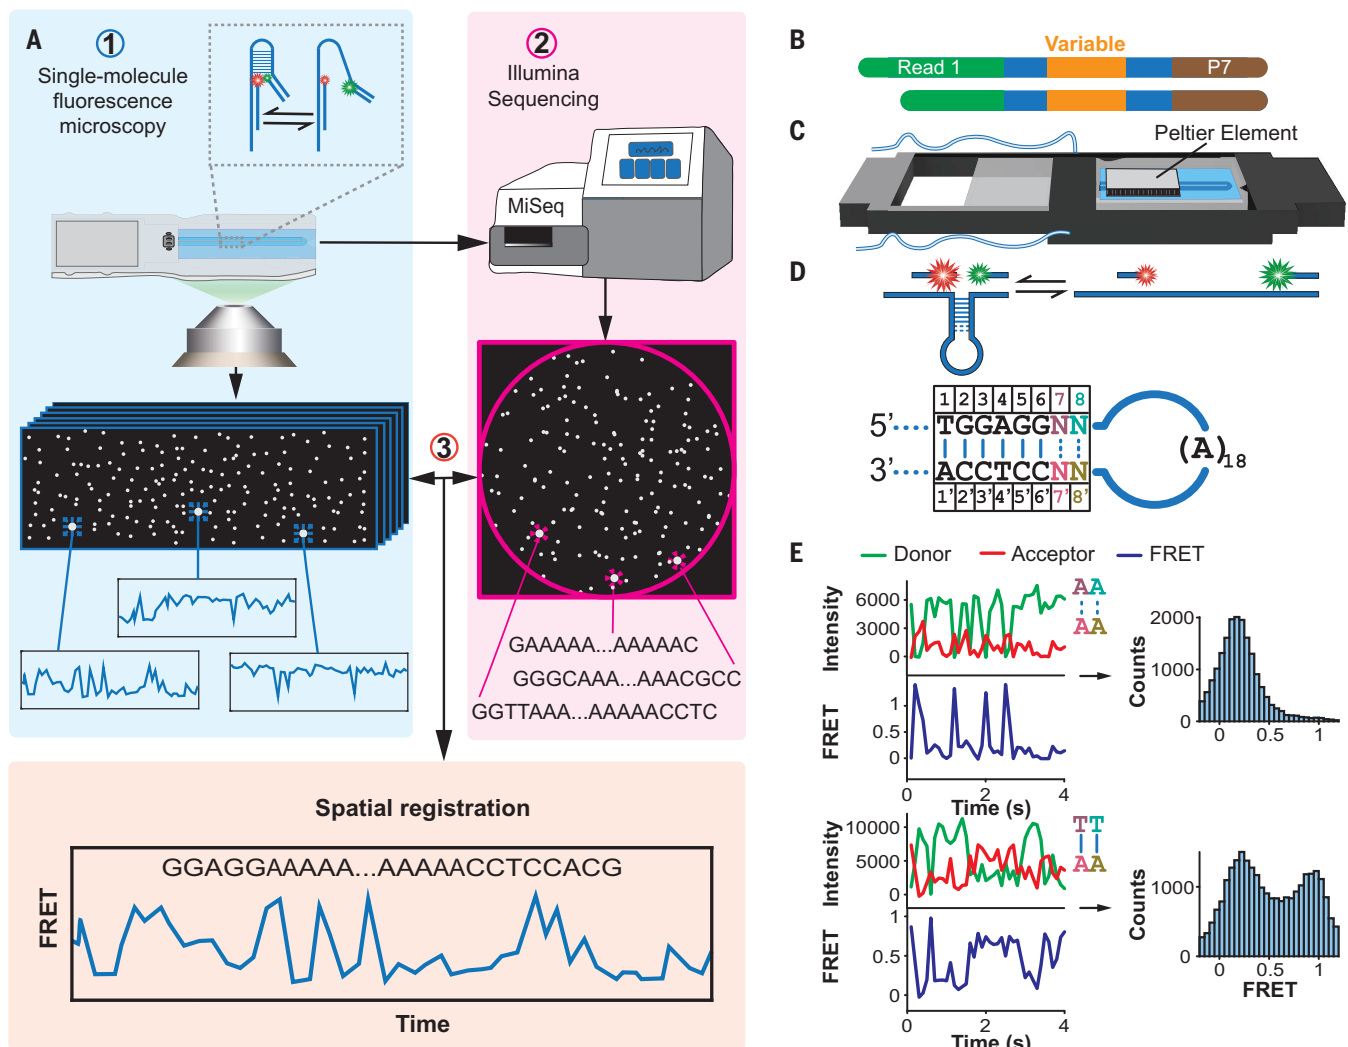 A
1
Single-molecule
fluorescence
microscopy
2
Illumina
Sequencing
MiSeq
3
GAAAAA...AAAAAC
GGGCAAA...AAACGCC
GGTTAAA...AAAAACCTC
Spatial registration
GGAGGAAAAA...AAAAACCTCCACG
FRET
Time
B
Variable
Read 1
P7
C
Peltier Element
D
1 2 3 4 5 6 7 8
5' TGGAGGNN
(A)18
3' ACCTCCNN
1' 2' 3' 4' 5' 6' 7' 8'
E
Donor
Acceptor
FRET
Intensity
6000
3000
0
AA
AA
FRET
1
0.5
0
0 2 4
Time (s)
Counts
2000
1000
0
0 0.5 1
Intensity
10000
5000
0
TT
AA
FRET
1
0.5
0
0 2 4
Time (s)
Counts
1000
0
0 0.5 1
FRET